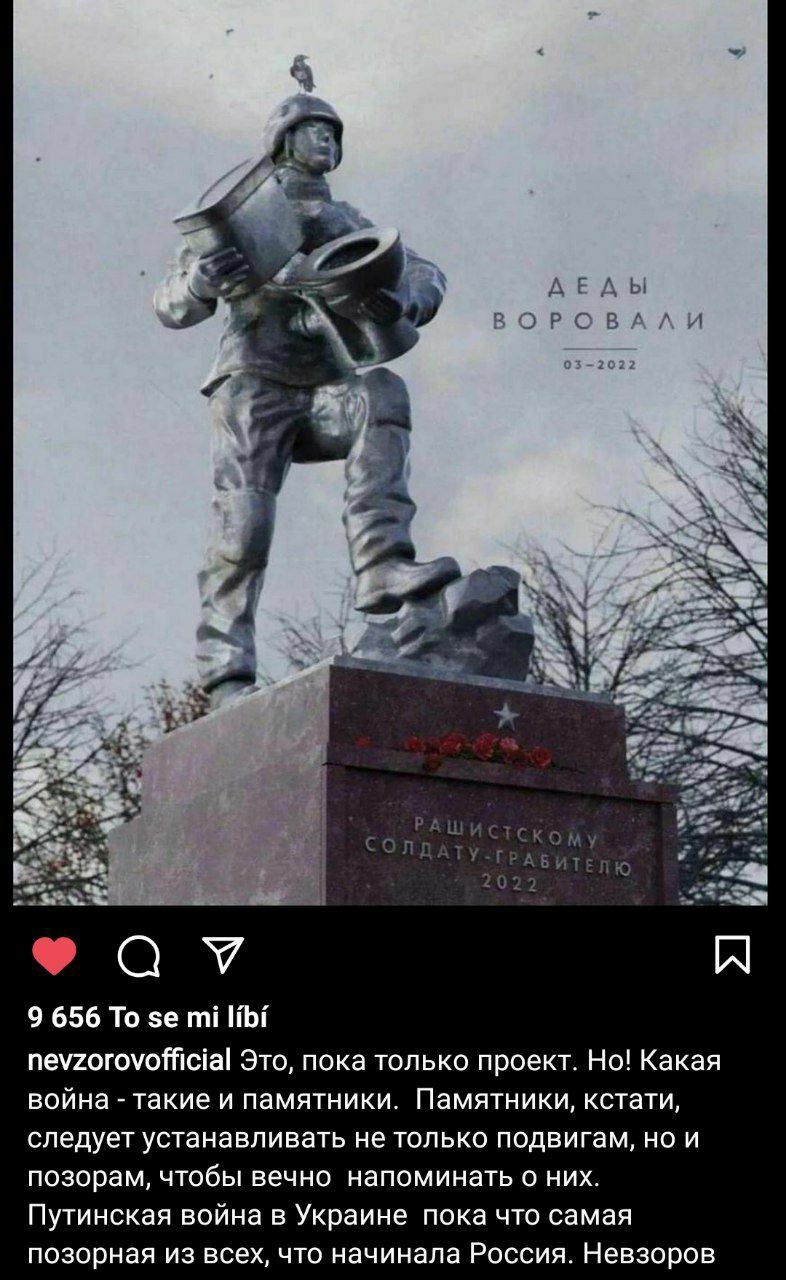 ДЕДЫ
ВОРОВАЛИ
03–2022
РАШИСТСКОМУ
СОЛДАТУ-ГРАБИТЕЛЮ
2022
9 656 To se mi líbí
nevzorovofficial Это, пока только проект. Но! Какая
война - такие и памятники.  Памятники, кстати,
следует устанавливать не только подвигам, но и
позорам, чтобы вечно  напоминать о них.
Путинская война в Украине  пока что самая
позорная из всех, что начинала Россия. Невзоров